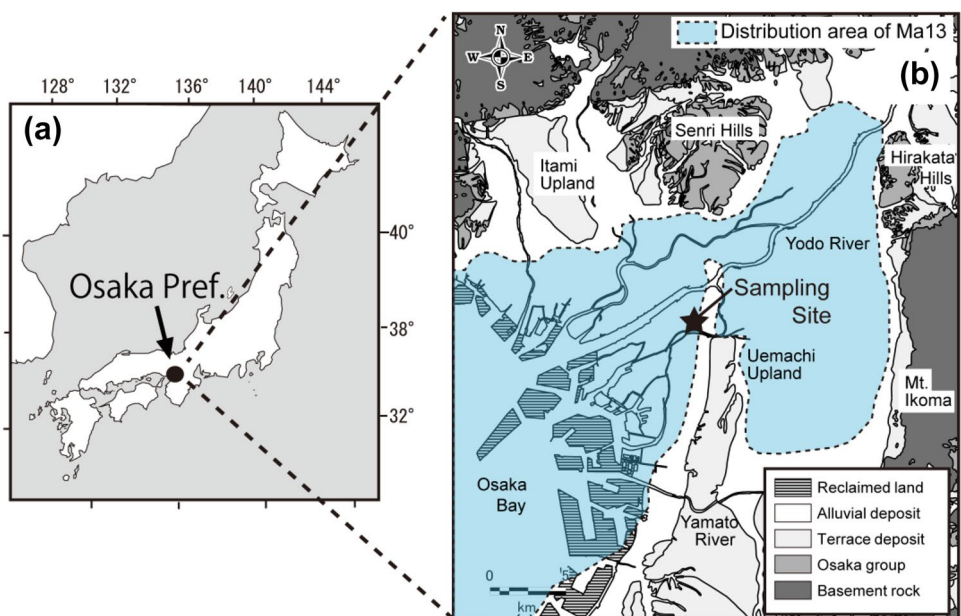 (a)
128°
132°
135°
140°
144°
40°
38°
32°
Osaka Pref.
(b)
Distribution area of Ma13
N
W
E
S
Itami
Upland
Senri Hills
Hirakata
Hills
Yodo River
Sampling
Site
Uemachi
Upland
Mt.
Ikoma
Osaka
Bay
Yamato
River
0
5
km
Reclaimed land
Alluvial deposit
Terrace deposit
Osaka group
Basement rock